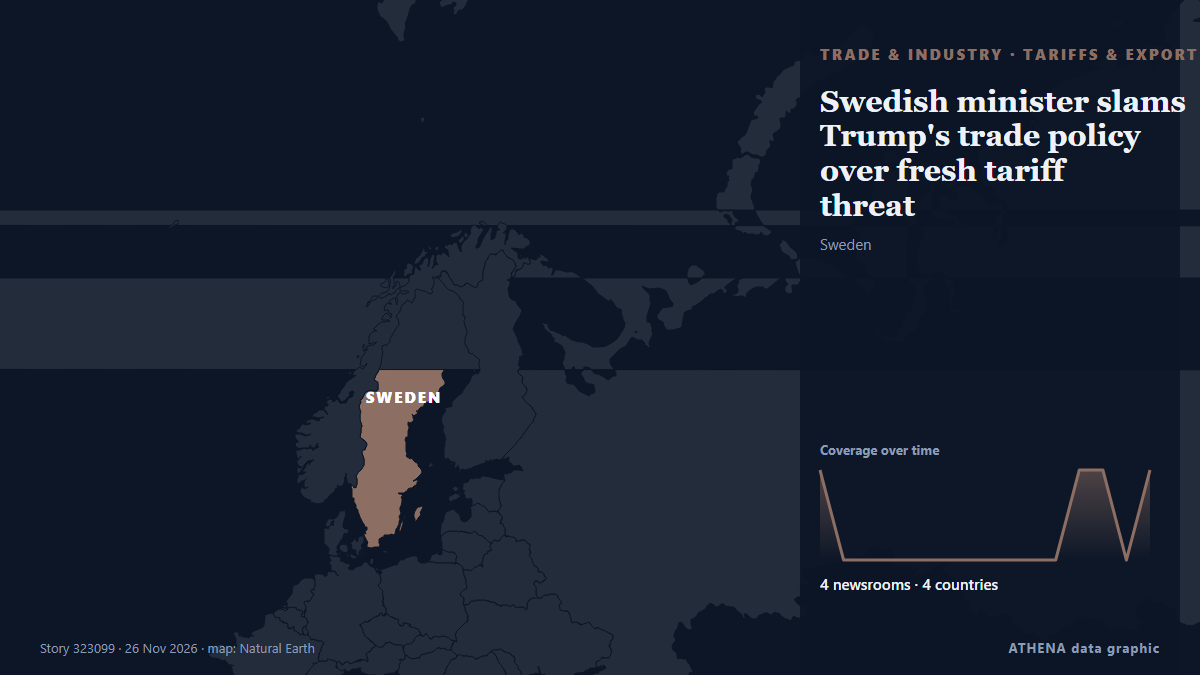 TRADE & INDUSTRY · TARIFFS & EXPORT
Swedish minister slams
Trump's trade policy
over fresh tariff
threat
Sweden
SWEDEN
Coverage over time
4 newsrooms · 4 countries
Story 323099 · 26 Nov 2026 · map: Natural Earth
ATHENA data graphic